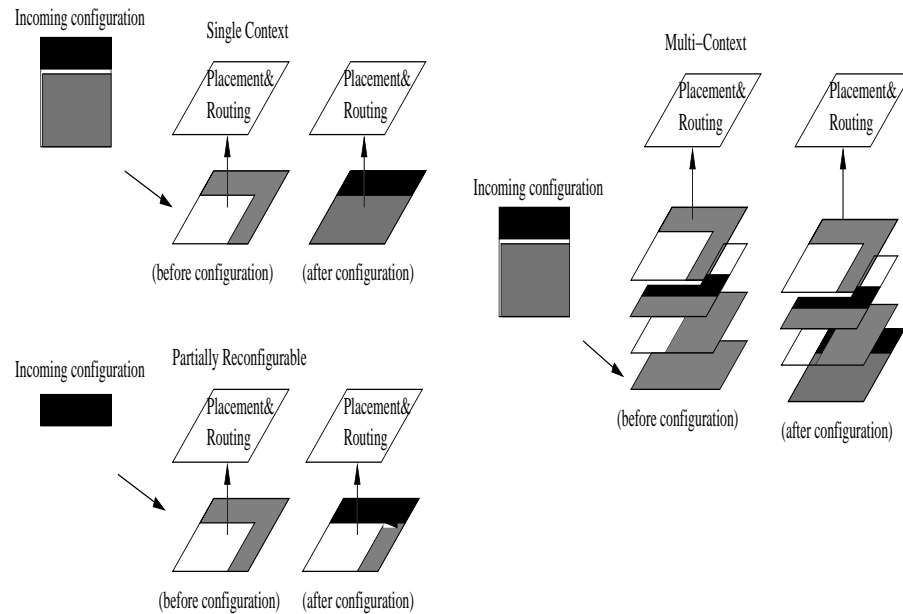 Incoming configuration
Single Context
Placement&
Routing
Placement&
Routing
(before configuration)
(after configuration)
Partially Reconfigurable
Incoming configuration
Placement&
Routing
Placement&
Routing
(before configuration)
(after configuration)
Multi−Context
Placement&
Routing
Placement&
Routing
Incoming configuration
(before configuration)
(after configuration)